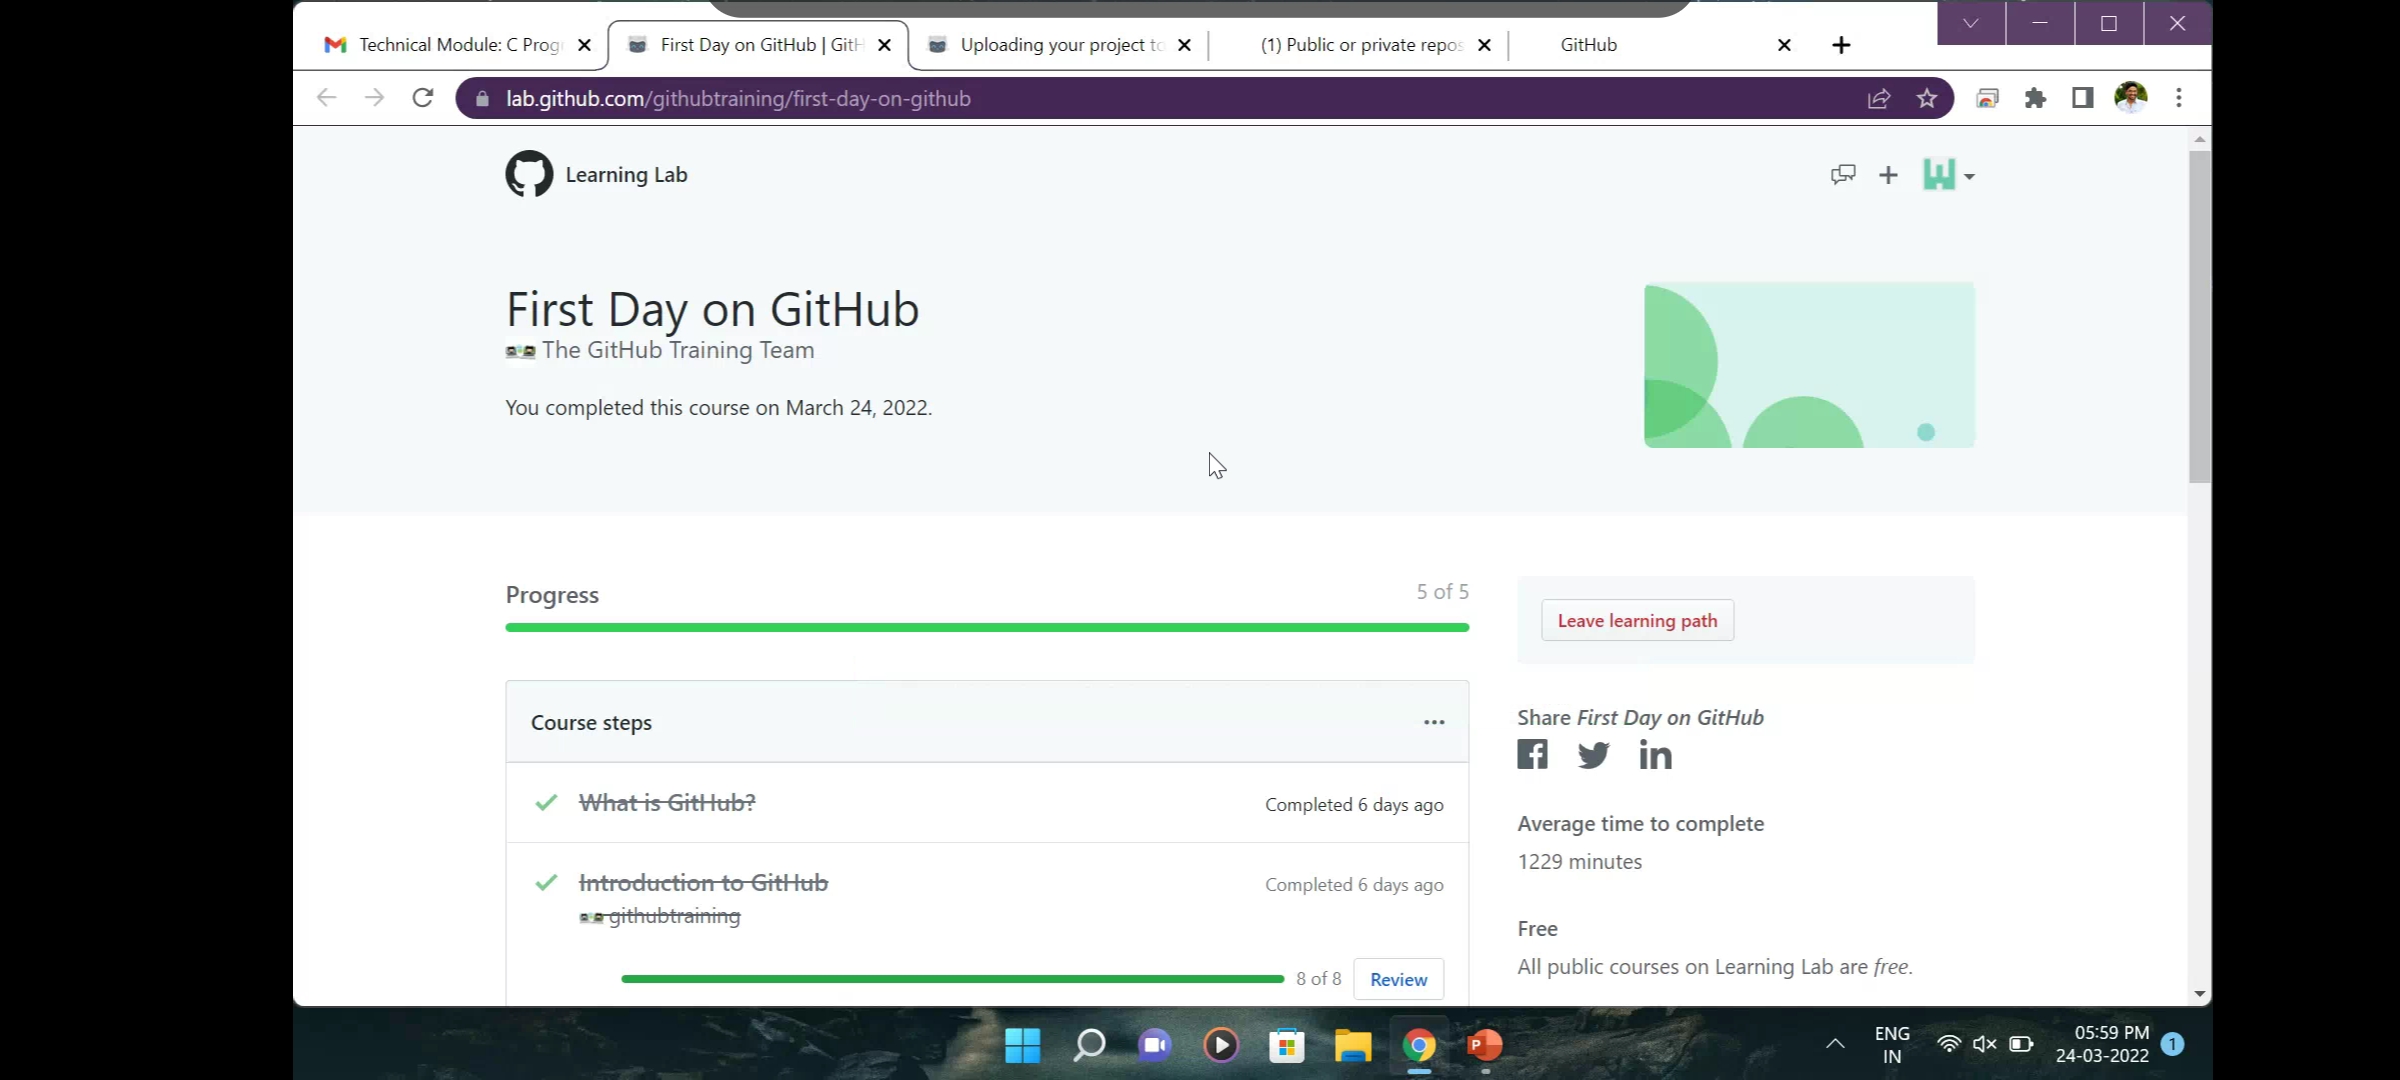 Technical Module: C Prog
First Day on GitHub | GitH
Uploading your project to
(1) Public or private repos
GitHub
lab.github.com/githubtraining/first-day-on-github
Learning Lab
First Day on GitHub
The GitHub Training Team
You completed this course on March 24, 2022.
Progress
5 of 5
Leave learning path
Course steps
Share First Day on GitHub
What is GitHub?
Completed 6 days ago
Average time to complete
1229 minutes
Introduction to GitHub
Completed 6 days ago
githubtraining
Free
All public courses on Learning Lab are free.
8 of 8
Review
P
ENG
IN
05:59 PM
24-03-2022
1